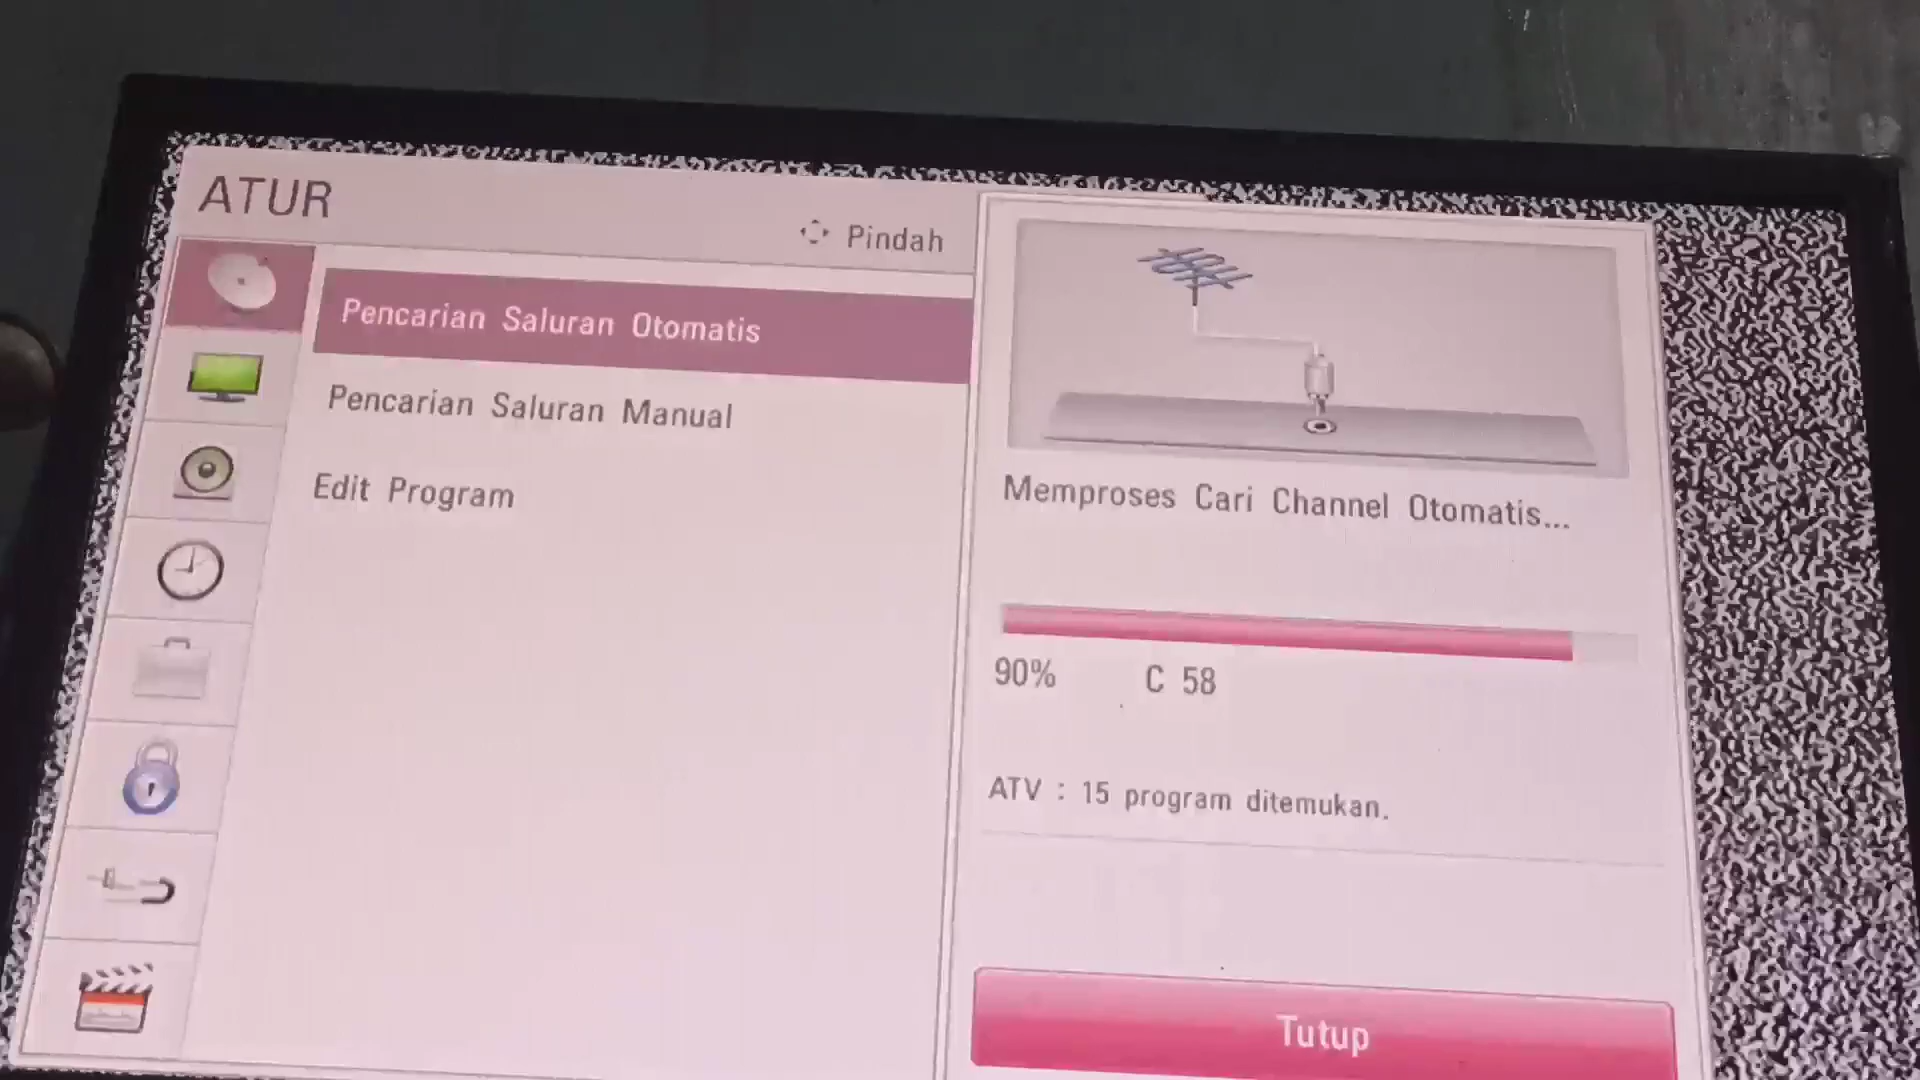 ATUR
Pindah
Pencarian Saluran Otomatis
Pencarian Saluran Manual
Edit Program
Memproses Cari Channel Otomatis...
90% C 58
ATV : 15 program ditemukan.
Tutup